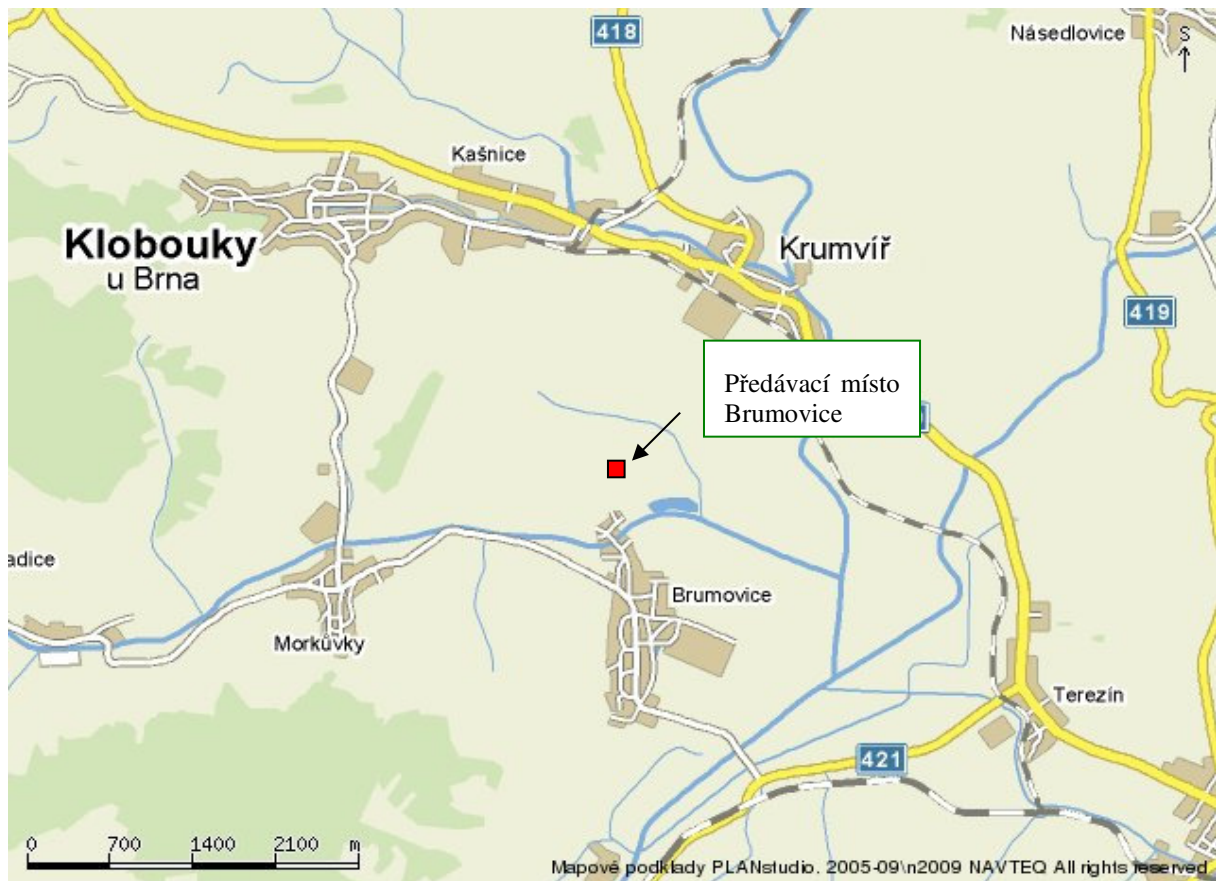 418
Násedlovice
S
Kašnice
Klobouky
u Brna
Krumvíř
419
Předávací místo
Brumovice
adice
Brumovice
Morkůvky
Terezín
421
0 700 1400 2100 m
Mapové podklady PLANstudio. 2005-09\n2009 NAVTEQ All rights reserved